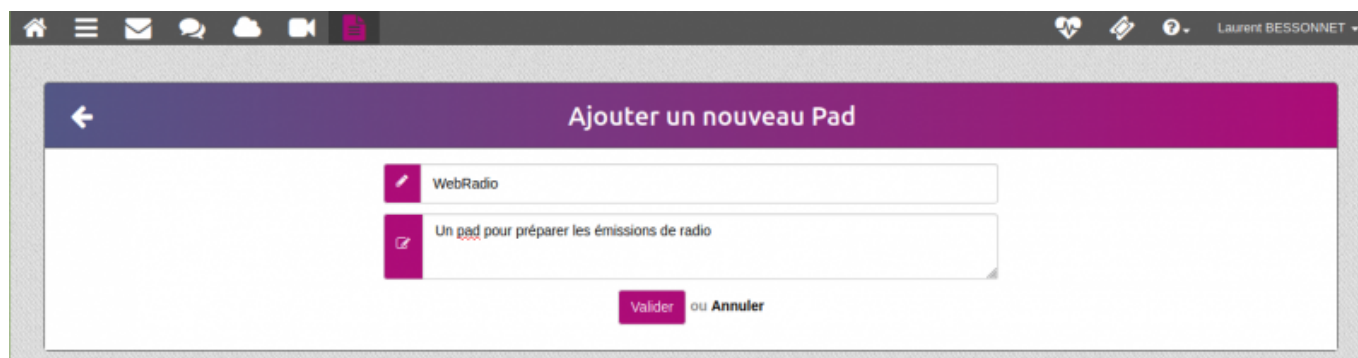 Laurent BESSONNET
Ajouter un nouveau Pad
WebRadio
Un pad pour préparer les émissions de radio
Valider ou Annuler